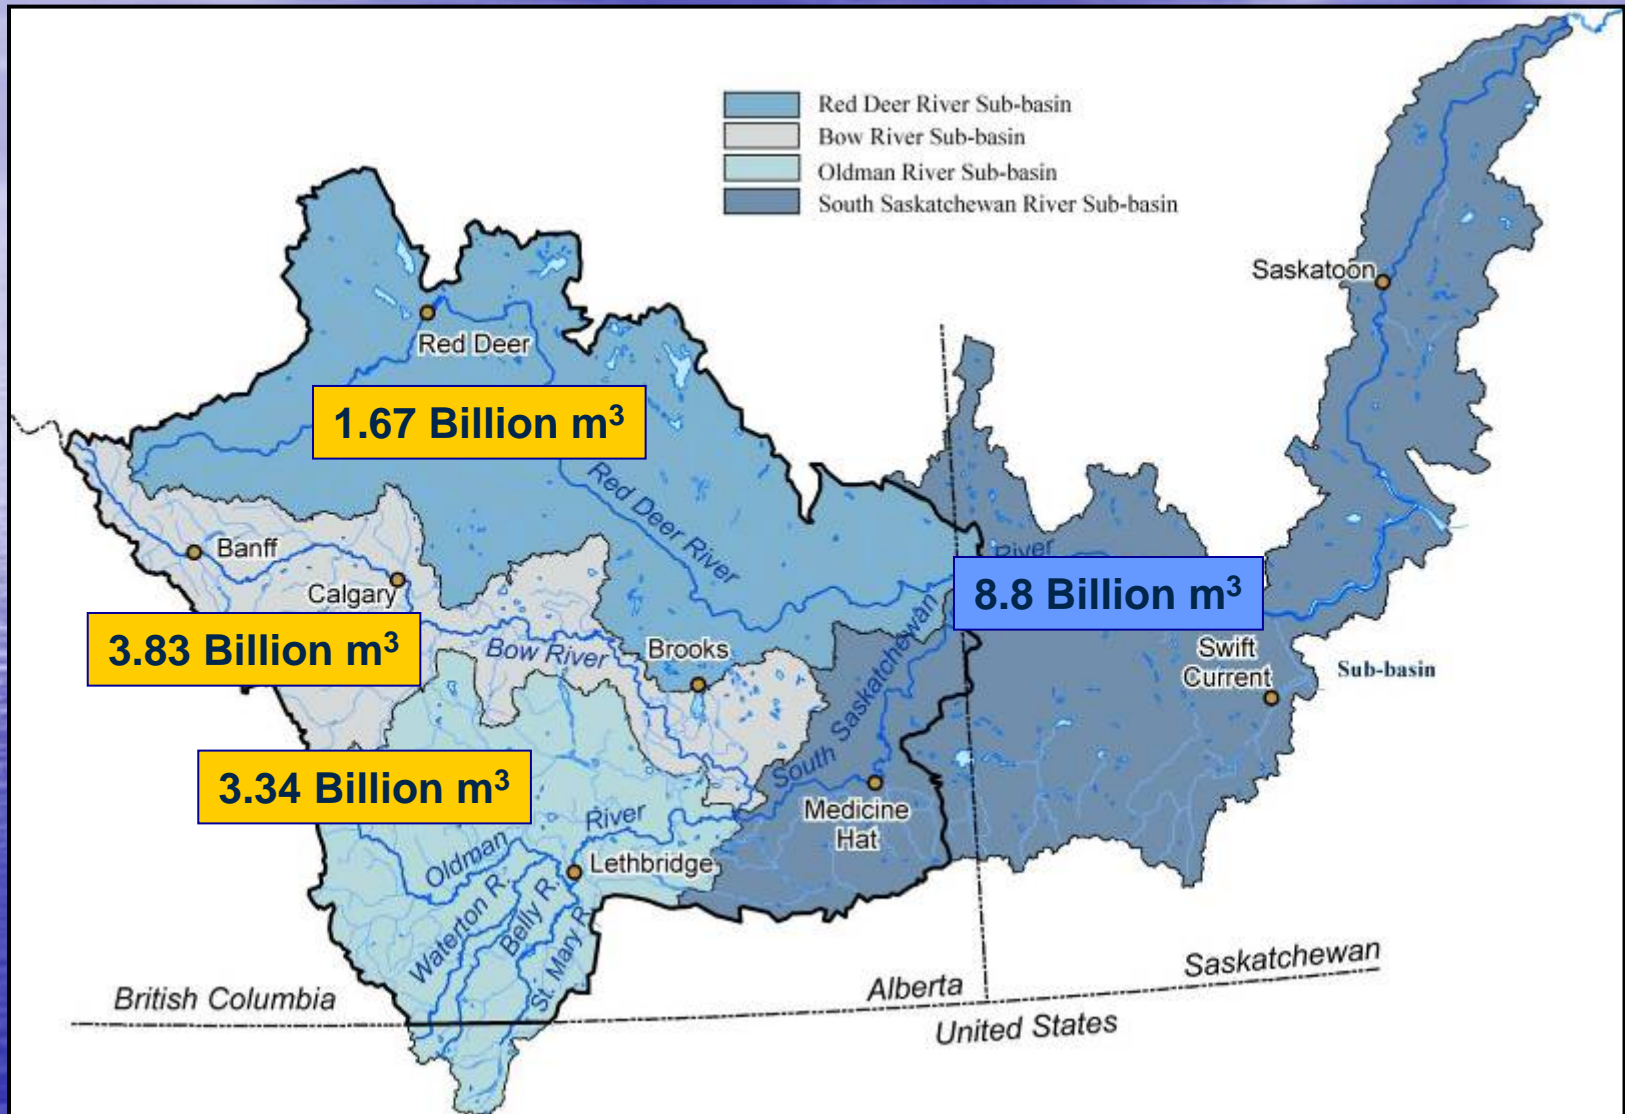 Red Deer River Sub-basin
Bow River Sub-basin
Oldman River Sub-basin
South Saskatchewan River Sub-basin
Saskatoon
Red Deer
1.67 Billion m³
Red Deer River
Banff
Calgary
River
8.8 Billion m³
3.83 Billion m³
Bow River
Brooks
South Saskatchewan
Swift
Current
Sub-basin
3.34 Billion m³
Medicine
Hat
Oldman
River
Lethbridge
Waterton R.
Belly R.
St. Mary R.
British Columbia
Alberta
Saskatchewan
United States